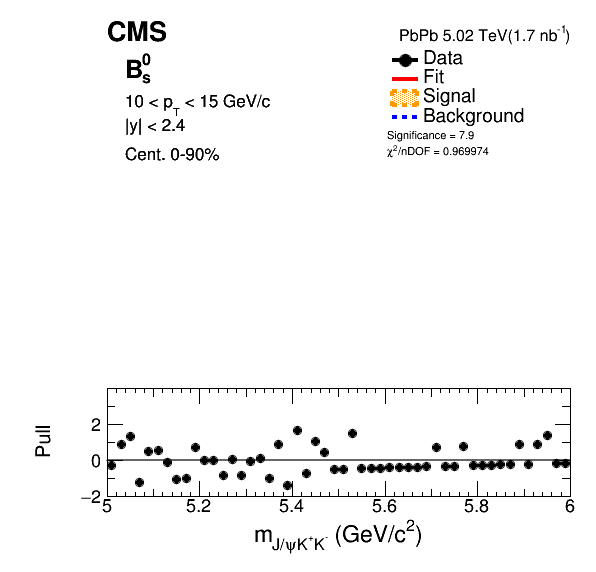 CMS
PbPb 5.02 TeV(1.7 nb⁻¹)
B⁰ₛ
Data
Fit
Signal
Background
10 < p_T < 15 GeV/c
|y| < 2.4
Cent. 0-90%
Significance = 7.9
χ²/nDOF = 0.969974
Pull
2
0
−2
5 5.2 5.4 5.6 5.8 6
m_J/ψK⁺K⁻ (GeV/c²)